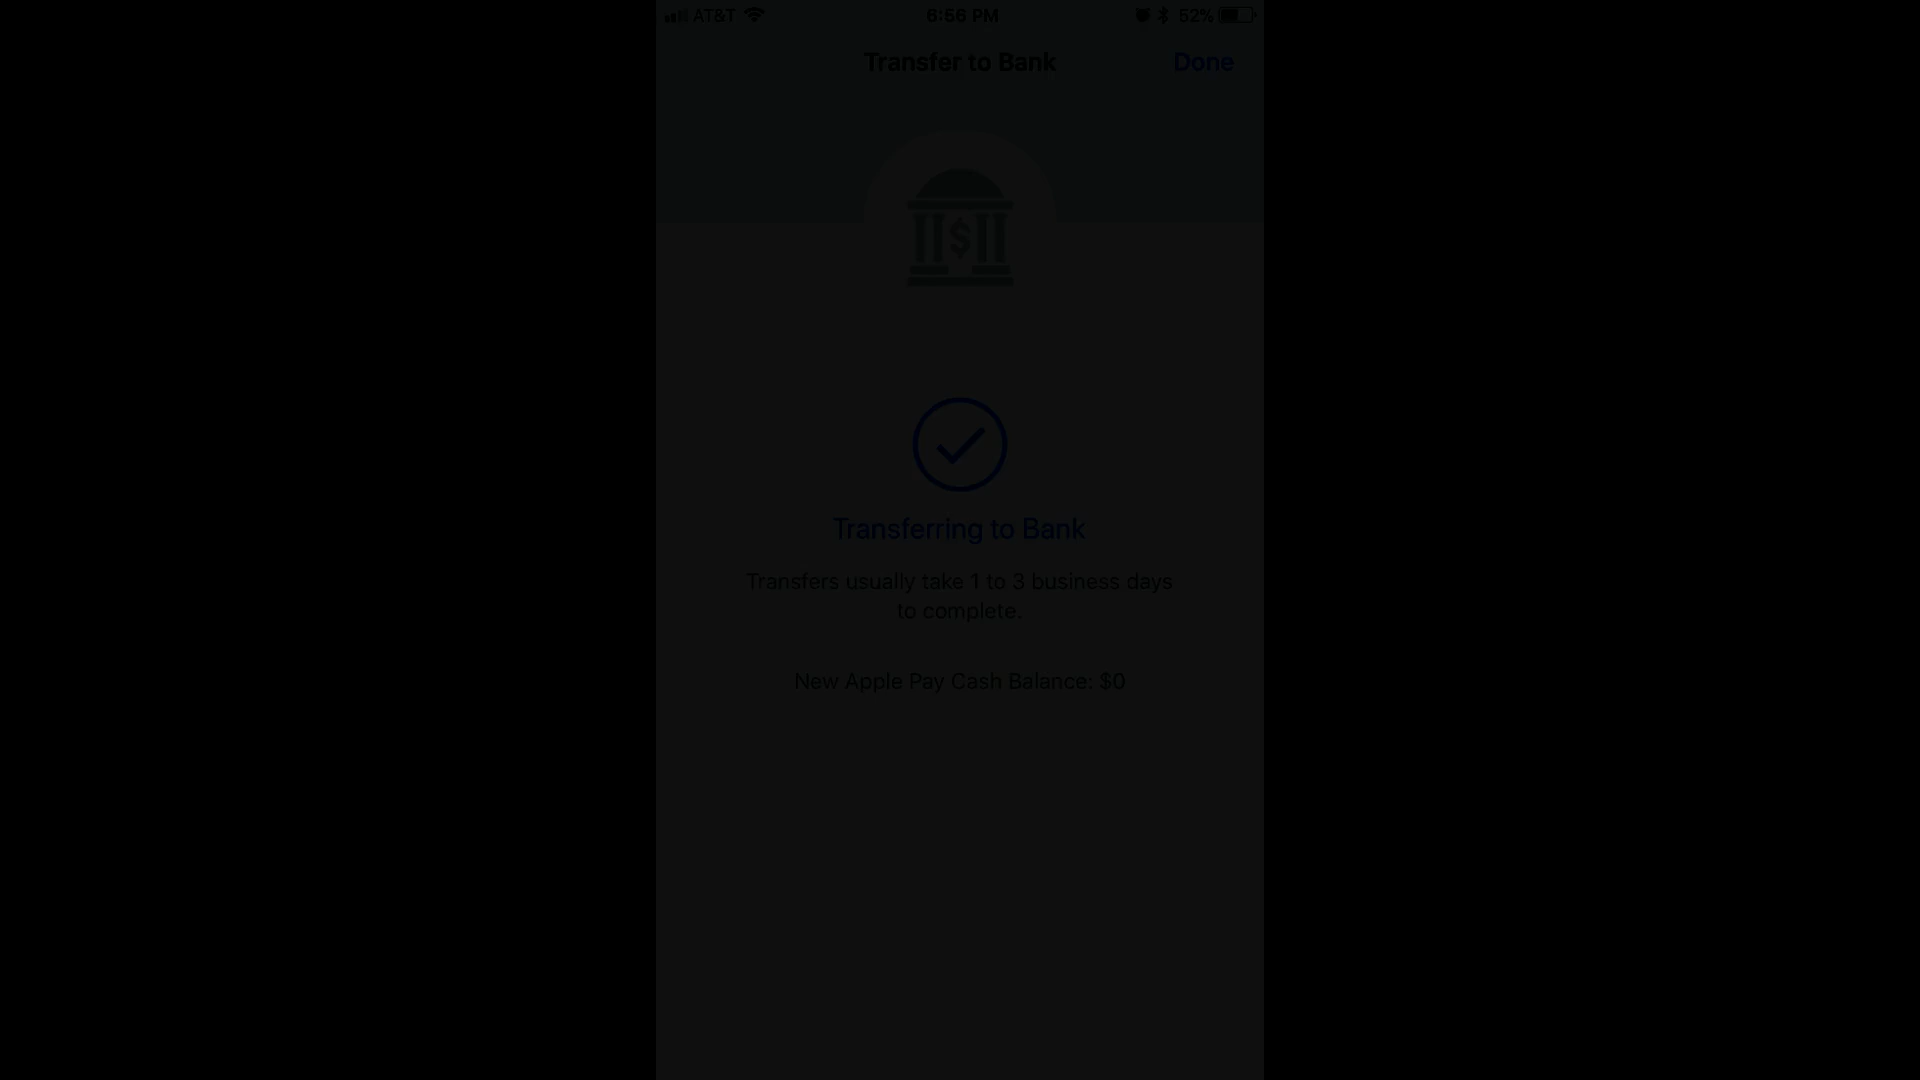 AT&T 6:56 PM 52%
Transfer to Bank Done
$
Transferring to Bank
Transfers usually take 1 to 3 business days
to complete.
New Apple Pay Cash Balance: $0